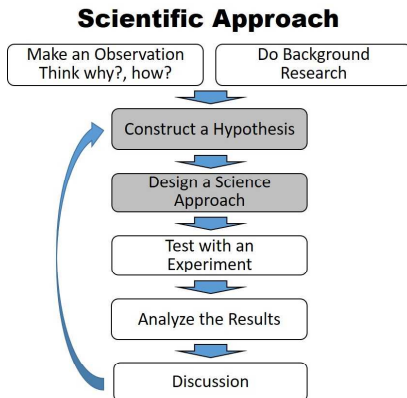 Scientific Approach
Make an Observation
Think why?, how?
Do Background
Research
Construct a Hypothesis
Design a Science
Approach
Test with an
Experiment
Analyze the Results
Discussion